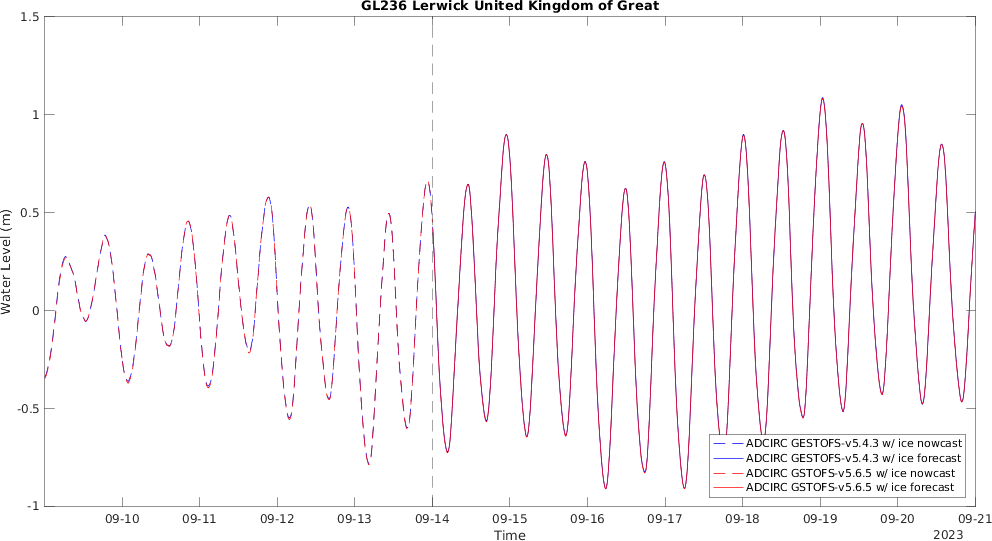 GL236 Lerwick United Kingdom of Great
1.5
1
0.5
0
-0.5
-1
Water Level (m)
09-10 09-11 09-12 09-13 09-14 09-15 09-16 09-17 09-18 09-19 09-20 09-21
Time
2023
ADCIRC GESTOFS-v5.4.3 w/ ice nowcast
ADCIRC GESTOFS-v5.4.3 w/ ice forecast
ADCIRC GSTOFS-v5.6.5 w/ ice nowcast
ADCIRC GSTOFS-v5.6.5 w/ ice forecast